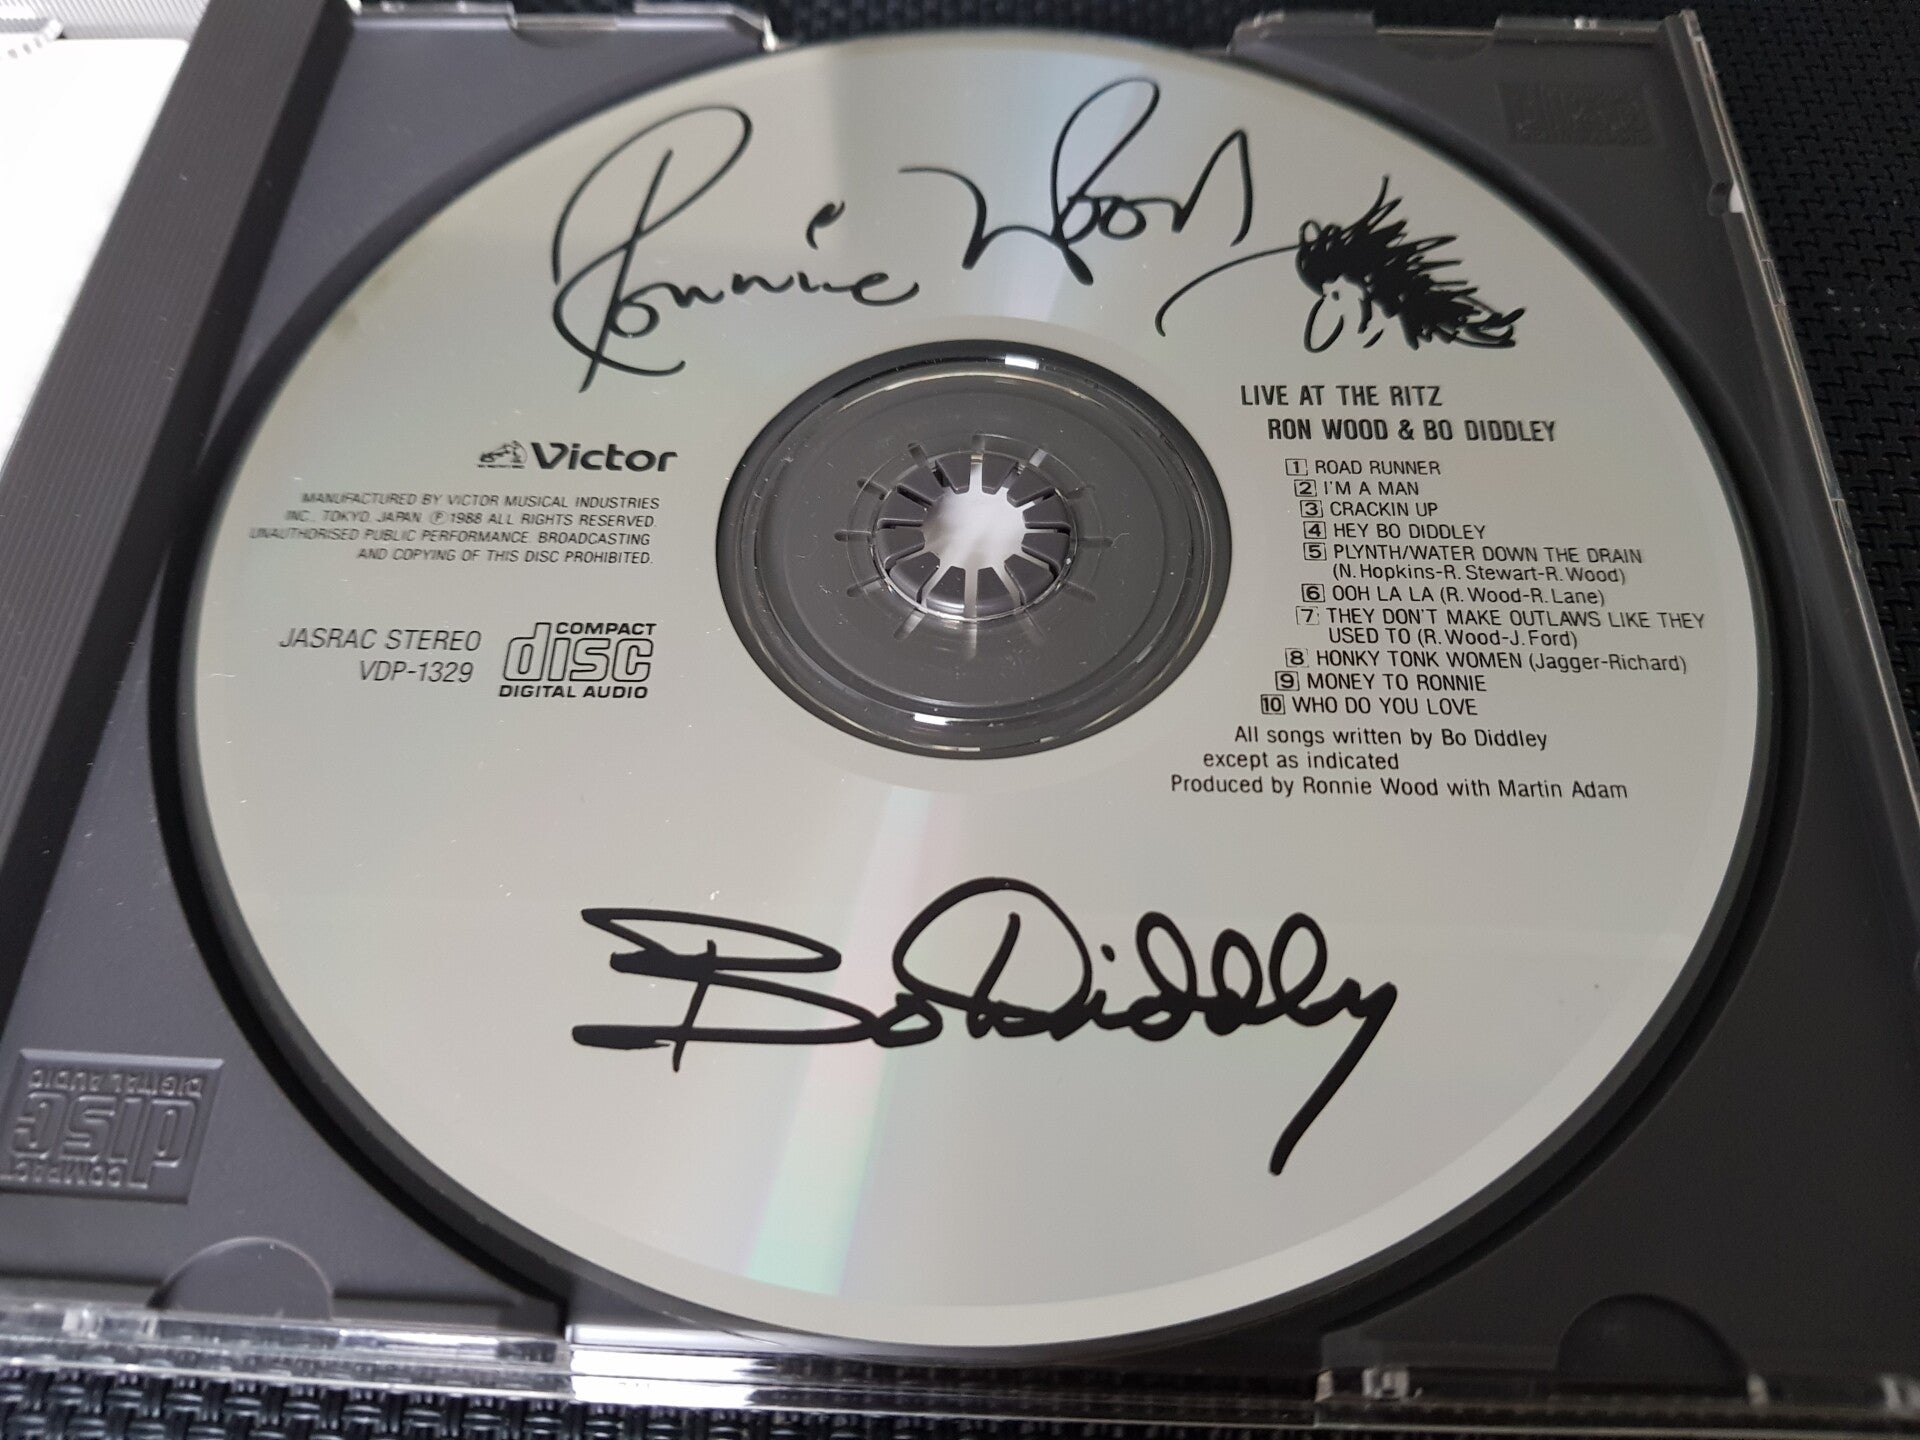 Ronnie Wood
LIVE AT THE RITZ
RON WOOD & BO DIDDLEY
1 ROAD RUNNER
2 I'M A MAN
3 CRACKIN UP
4 HEY BO DIDDLEY
5 PLYNTH/WATER DOWN THE DRAIN
(N. Hopkins-R. Stewart-R. Wood)
6 OOH LA LA (R. Wood-R. Lane)
7 THEY DON'T MAKE OUTLAWS LIKE THEY
USED TO (R. Wood-J. Ford)
8 HONKY TONK WOMEN (Jagger-Richard)
9 MONEY TO RONNIE
10 WHO DO YOU LOVE
All songs written by Bo Diddley
except as indicated
Produced by Ronnie Wood with Martin Adam
Victor
MANUFACTURED BY VICTOR MUSICAL INDUSTRIES
INC., TOKYO, JAPAN Ⓟ 1988 ALL RIGHTS RESERVED.
UNAUTHORISED PUBLIC PERFORMANCE BROADCASTING
AND COPYING OF THIS DISC PROHIBITED.
JASRAC STEREO
VDP-1329
COMPACT
disc
DIGITAL AUDIO
Bo Diddley
COMPACT
disc
DIGITAL AUDIO